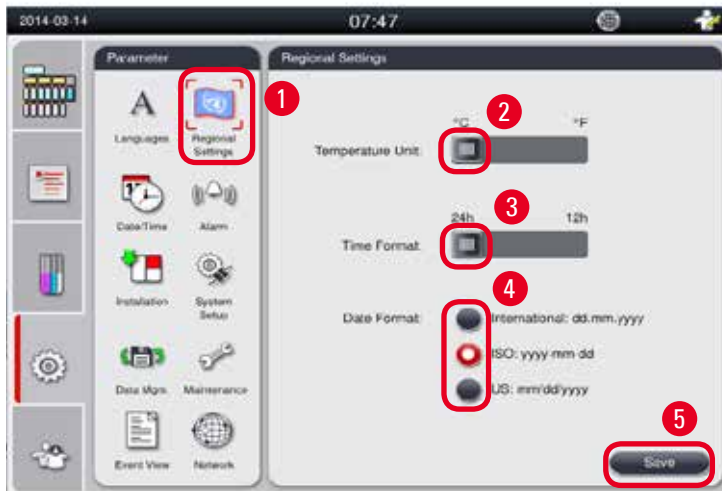 2014-03-14
07:47
Parameter
Regional Settings
A
Languages
Regional Settings
1
Date/Time
Alarm
Installation
System Setup
Data Mgm.
Maintenance
Event View
Network
°C
2
°F
Temperature Unit:
24h
3
12h
Time Format:
4
Date Format:
International: dd.mm.yyyy
ISO: yyyy-mm-dd
US: mm/dd/yyyy
5
Save